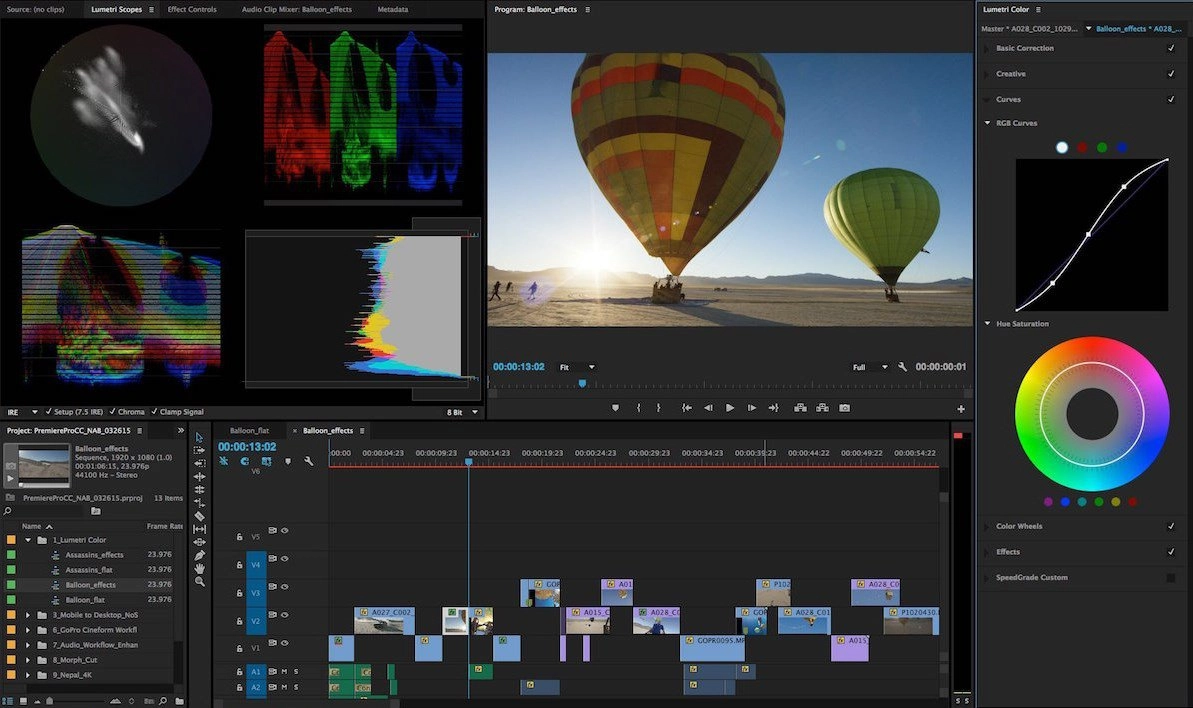 Source: (no clips)
Lumetri Scopes
Effect Controls
Audio Clip Mixer: Balloon_effects
Metadata
IRE
Setup (7.5 IRE)
Chroma
Clamp Signal
8 Bit
Program: Balloon_effects
00:00:13:02
Fit
Full
00:00:00:01
Lumetri Color
Master * A028_C002_1029...
Balloon_effects * A028_...
Basic Correction
Creative
Curves
RGB Curves
Hue Saturation
Color Wheels
Effects
SpeedGrade Custom
Project: PremiereProCC_NAB_032615
Balloon_effects
Sequence, 1920 x 1080 (1.0)
00:01:06:15, 23.976p
44100 Hz - Stereo
PremiereProCC_NAB_032615.prproj
13 Items
Name
Frame Rate
1_Lumetri Color
Assassins_effects
23.976
Assassins_flat
23.976
Balloon_effects
23.976
Balloon_flat
23.976
3_Mobile to Desktop_NoS
6_GoPro Cineform Workfl
7_Audio_Workflow_Enhan
8_Morph_Cut
9_Nepal_4K
Balloon_flat
Balloon_effects
00:00:13:02
:00:00
00:00:04:23
00:00:09:23
00:00:14:23
00:00:19:23
00:00:24:23
00:00:29:23
00:00:34:23
00:00:39:23
00:00:44:22
00:00:49:22
00:00:54:22
V6
V5
V4
V3
GOP
A01
P102
A028_C0
V2
A027_C002
A015_C
A028_C
GO
A028_C01
P1020430.
V1
GOPR0095.MP
A015
A1
M
S
A2
M
S
S
S